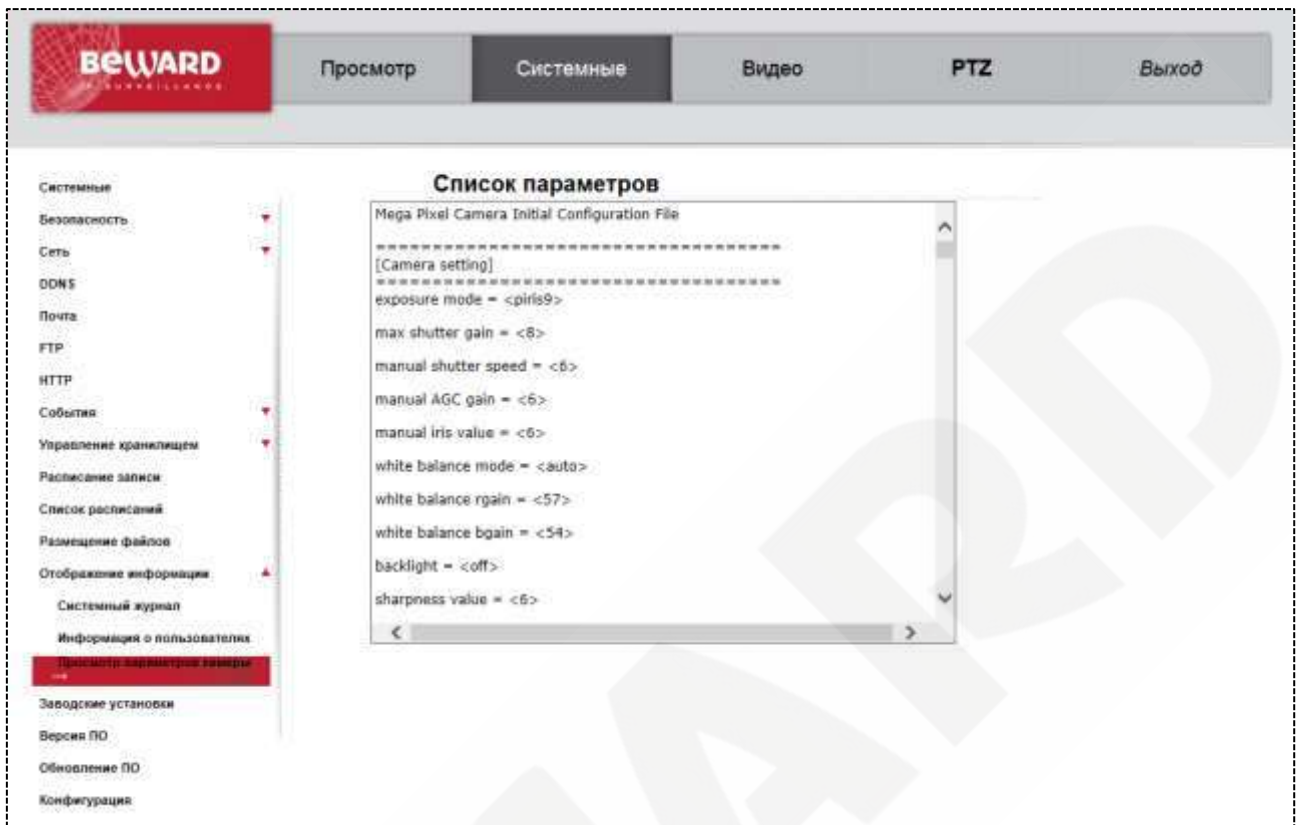 BEWARD
Просмотр
Системные
Видео
PTZ
Выход
Системные
Безопасность
Сеть
DDNS
Почта
FTP
HTTP
События
Управление хранилищем
Расписание записи
Список расписаний
Размещение файлов
Отображение информации
Системный журнал
Информация о пользователях
Просмотр параметров камеры
Заводские установки
Версия ПО
Обновление ПО
Конфигурация
Список параметров
Mega Pixel Camera Initial Configuration File
====================================
[Camera setting]
====================================
exposure mode = <piris9>
max shutter gain = <8>
manual shutter speed = <6>
manual AGC gain = <6>
manual iris value = <6>
white balance mode = <auto>
white balance rgain = <57>
white balance bgain = <54>
backlight = <off>
sharpness value = <6>